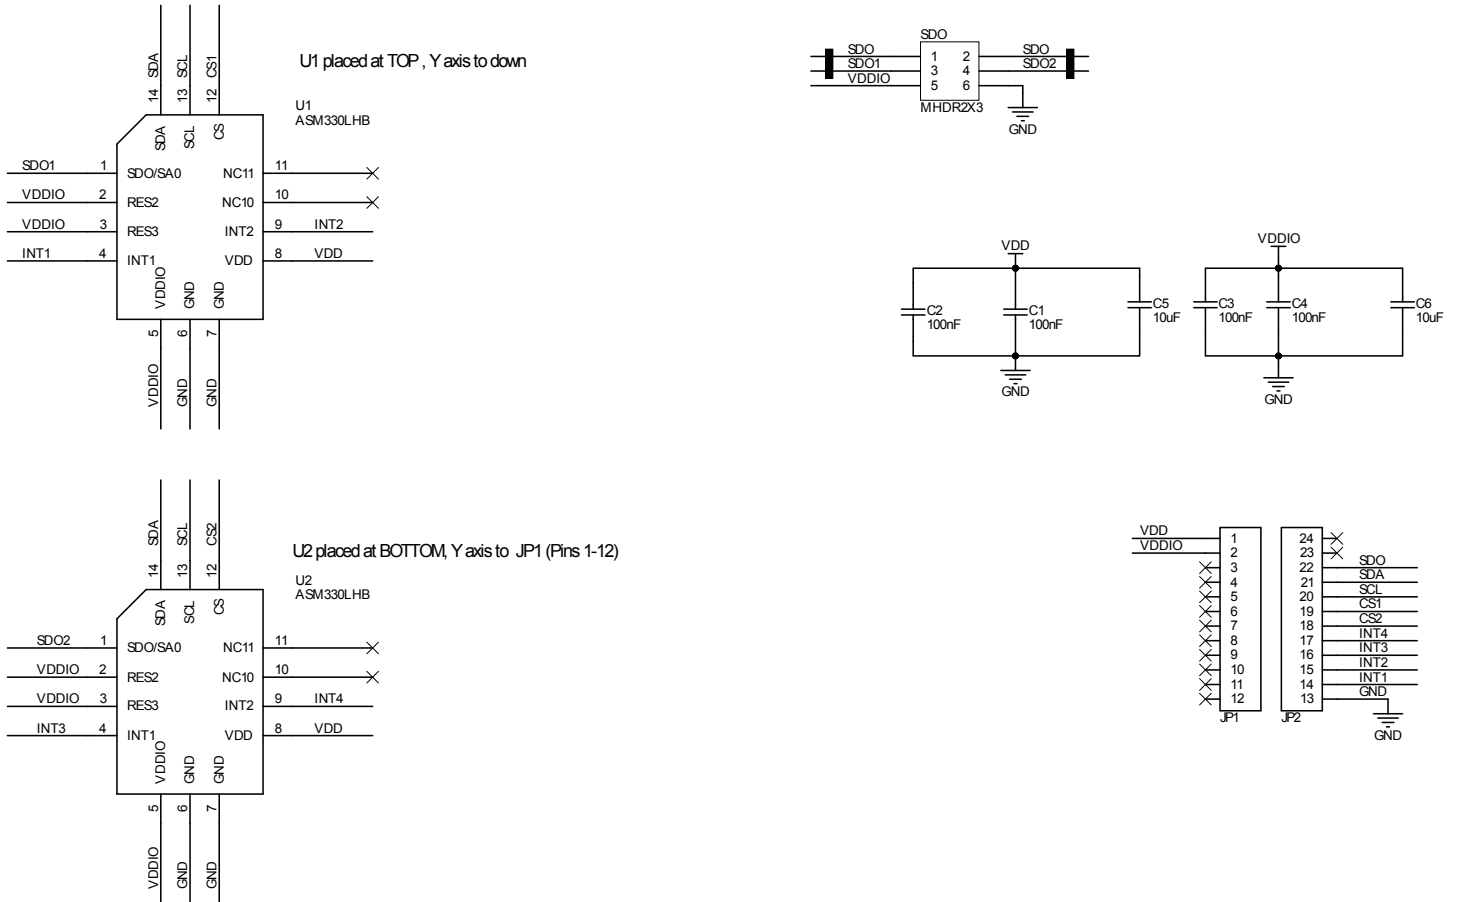 SDA
SCL
CS1
14
13
12
U1 placed at TOP , Y axis to down
U1
ASM330LHB
SDA
SCL
CS
SDO1 1 SDO/SA0 NC11 11
VDDIO 2 RES2 NC10 10
VDDIO 3 RES3 INT2 9 INT2
INT1 4 INT1 VDD 8 VDD
VDDIO
GND
GND
5
6
7
VDDIO
GND
GND
SDA
SCL
CS2
14
13
12
U2 placed at BOTTOM, Y axis to JP1 (Pins 1-12)
U2
ASM330LHB
SDA
SCL
CS
SDO2 1 SDO/SA0 NC11 11
VDDIO 2 RES2 NC10 10
VDDIO 3 RES3 INT2 9 INT4
INT3 4 INT1 VDD 8 VDD
VDDIO
GND
GND
5
6
7
VDDIO
GND
GND
SDO
SDO 1 2 SDO
SDO1 3 4 SDO2
VDDIO 5 6
MHDR2X3
GND
VDD
C2
100nF
C1
100nF
C5
10uF
GND
VDDIO
C3
100nF
C4
100nF
C6
10uF
GND
VDD 1 24
VDDIO 2 23
3 22 SDO
4 21 SDA
5 20 SCL
6 19 CS1
7 18 CS2
8 17 INT4
9 16 INT3
10 15 INT2
11 14 INT1
12 13 GND
JP1 JP2
GND